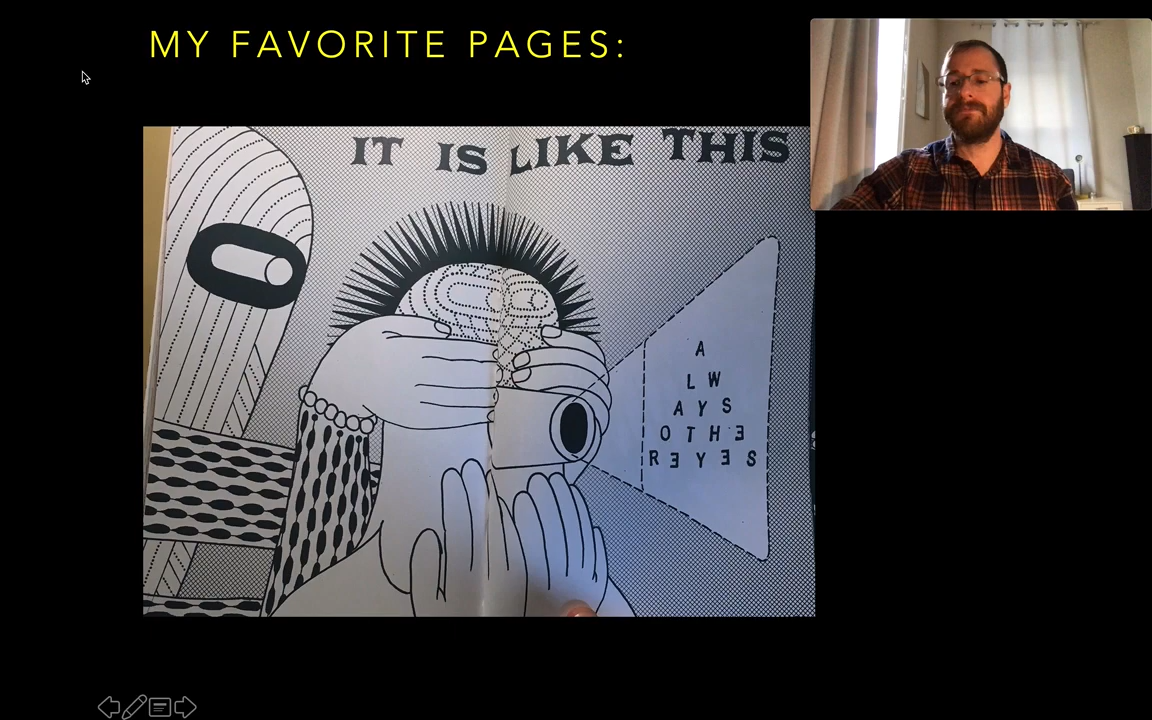 MY FAVORITE PAGES:
IT IS LIKE THIS
A
LW
AYS
OTHƎ
RƎYƎS